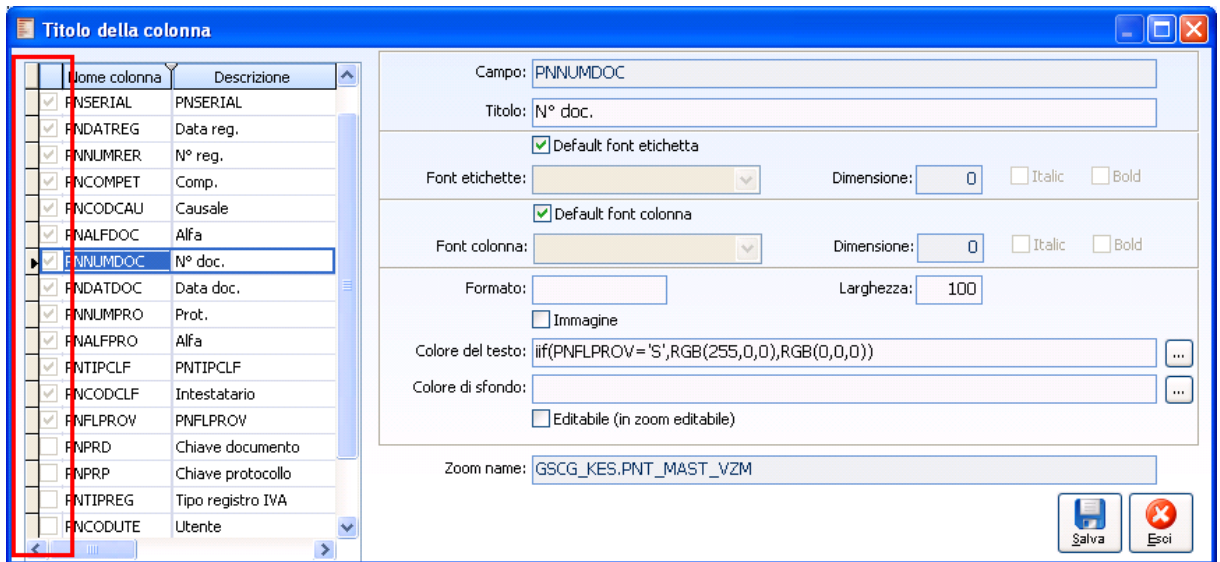 Titolo della colonna
Nome colonna Descrizione
PNSERIAL PNSERIAL
PNDATREG Data reg.
PNNUMRER N° reg.
PNCOMPET Comp.
PNCODCAU Causale
PNALFDOC Alfa
PNNUMDOC N° doc.
PNDATDOC Data doc.
PNNUMPRO Prot.
PNALFPRO Alfa
PNTIPCLF PNTIPCLF
PNCODCLF Intestatario
PNFLPROV PNFLPROV
PNPRD Chiave documento
PNPRP Chiave protocollo
PNTIPREG Tipo registro IVA
PNCODUTE Utente
Campo: PNNUMDOC
Titolo: N° doc.
Default font etichetta
Font etichette: Dimensione: 0 Italic Bold
Default font colonna
Font colonna: Dimensione: 0 Italic Bold
Formato: Larghezza: 100
Immagine
Colore del testo: iif(PNFLPROV='S',RGB(255,0,0),RGB(0,0,0)) ...
Colore di sfondo: ...
Editabile (in zoom editabile)
Zoom name: GSCG_KES.PNT_MAST_VZM
Salva Esci